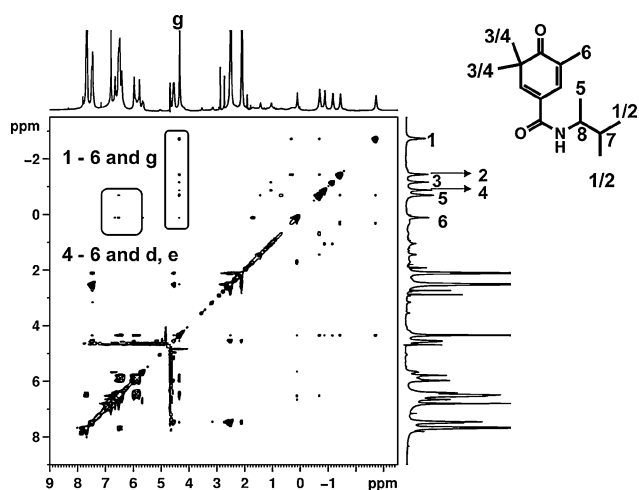 g
3/4
O
6
3/4
5
1/2
O
N
H
8
7
1/2
ppm
−2
0
2
4
6
8
1 - 6 and g
4 - 6 and d, e
1
2
3
4
5
6
9 8 7 6 5 4 3 2 1 0 −1 ppm